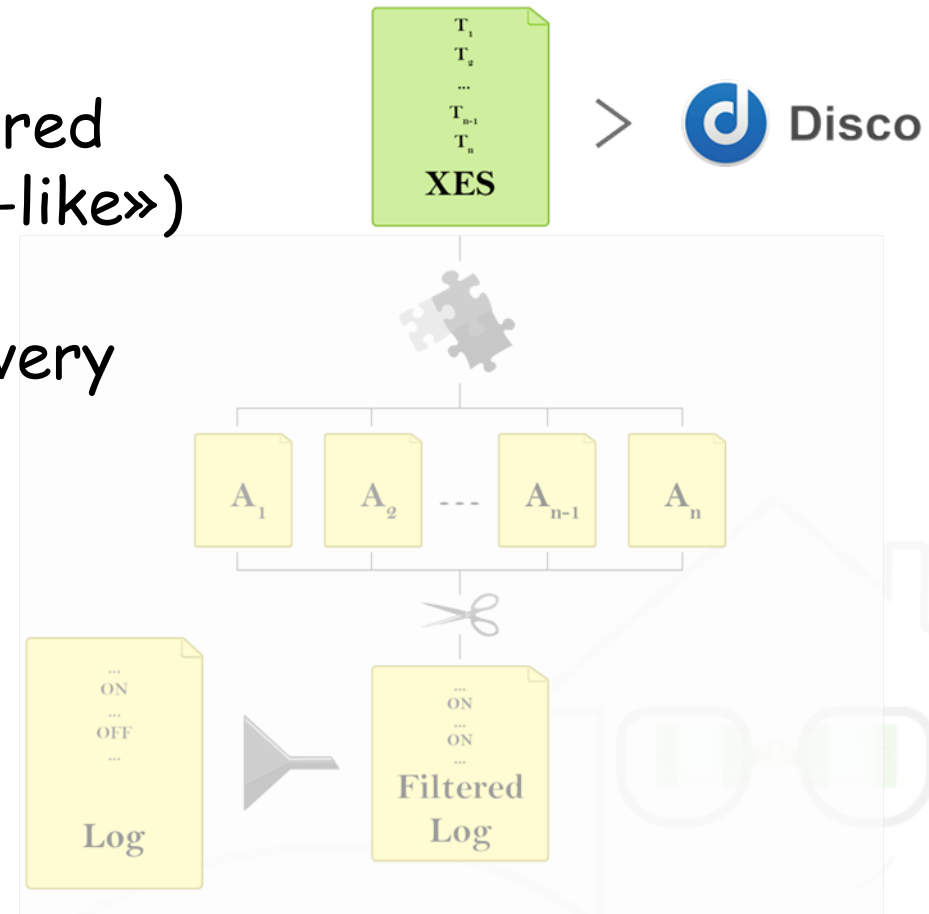 T1
T2
...
Tn-1
Tn
XES
>
Disco
red
-like»)
very
A1
A2
---
An-1
An
...
ON
...
OFF
...
Log
...
ON
...
ON
...
Filtered
Log